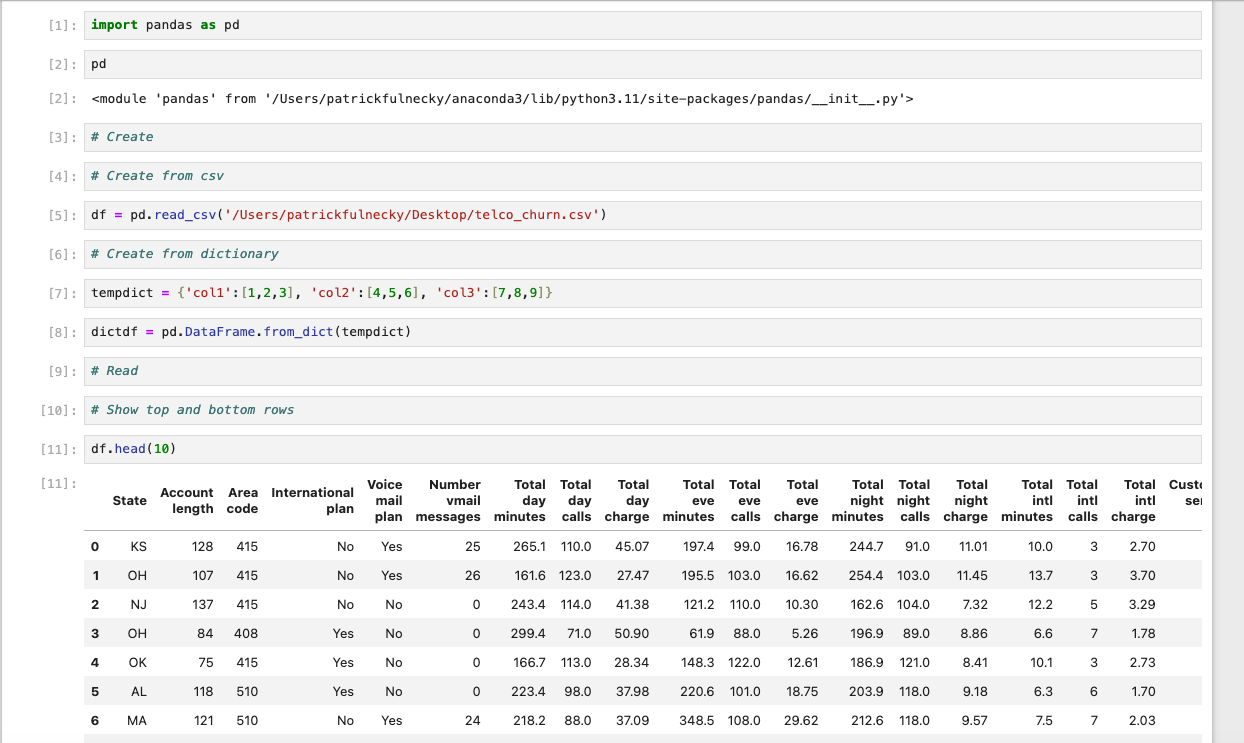 [1]: import pandas as pd
[2]: pd
[2]: <module 'pandas' from '/Users/patrickfulnecky/anaconda3/lib/python3.11/site-packages/pandas/__init__.py'>
[3]: # Create
[4]: # Create from csv
[5]: df = pd.read_csv('/Users/patrickfulnecky/Desktop/telco_churn.csv')
[6]: # Create from dictionary
[7]: tempdict = {'col1':[1,2,3], 'col2':[4,5,6], 'col3':[7,8,9]}
[8]: dictdf = pd.DataFrame.from_dict(tempdict)
[9]: # Read
[10]: # Show top and bottom rows
[11]: df.head(10)
[11]:
State Account length Area code International plan Voice mail plan Number vmail messages Total day minutes Total day calls Total day charge Total eve minutes Total eve calls Total eve charge Total night minutes Total night calls Total night charge Total intl minutes Total intl calls Total intl charge
0 KS 128 415 No Yes 25 265.1 110.0 45.07 197.4 99.0 16.78 244.7 91.0 11.01 10.0 3 2.70
1 OH 107 415 No Yes 26 161.6 123.0 27.47 195.5 103.0 16.62 254.4 103.0 11.45 13.7 3 3.70
2 NJ 137 415 No No 0 243.4 114.0 41.38 121.2 110.0 10.30 162.6 104.0 7.32 12.2 5 3.29
3 OH 84 408 Yes No 0 299.4 71.0 50.90 61.9 88.0 5.26 196.9 89.0 8.86 6.6 7 1.78
4 OK 75 415 Yes No 0 166.7 113.0 28.34 148.3 122.0 12.61 186.9 121.0 8.41 10.1 3 2.73
5 AL 118 510 Yes No 0 223.4 98.0 37.98 220.6 101.0 18.75 203.9 118.0 9.18 6.3 6 1.70
6 MA 121 510 No Yes 24 218.2 88.0 37.09 348.5 108.0 29.62 212.6 118.0 9.57 7.5 7 2.03